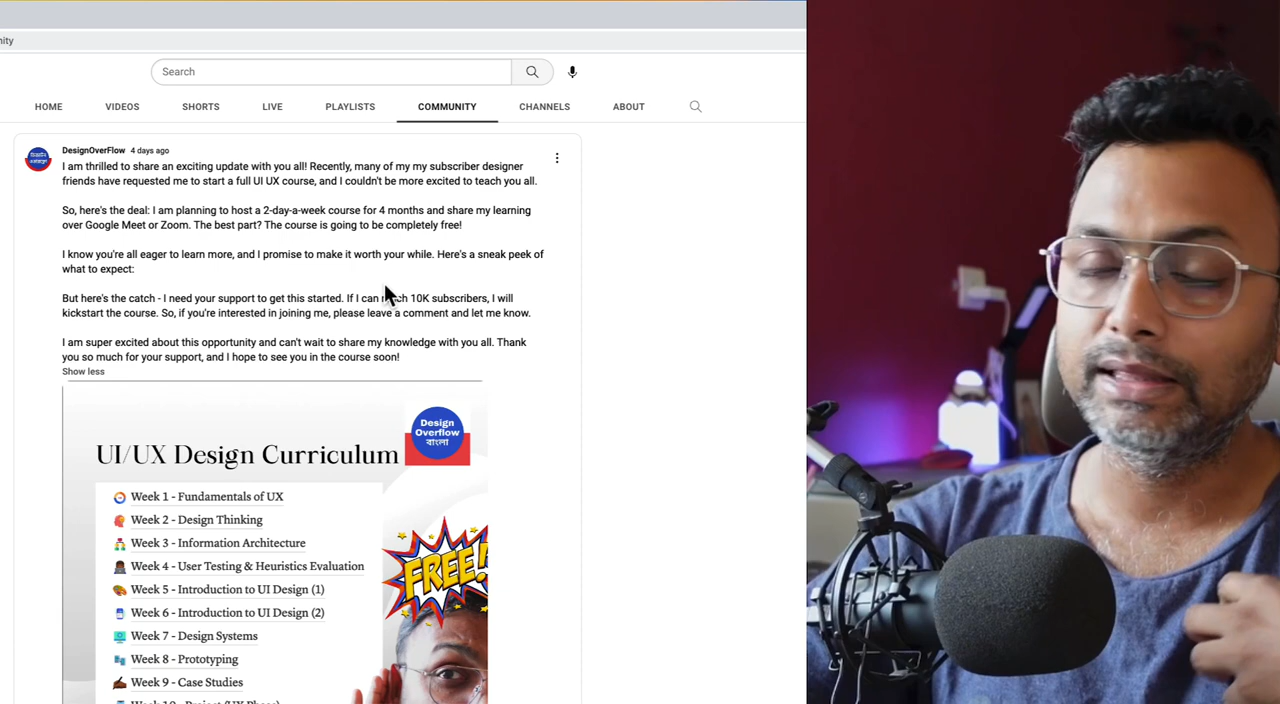 nity
Search
HOME VIDEOS SHORTS LIVE PLAYLISTS COMMUNITY CHANNELS ABOUT
DesignOverFlow 4 days ago
I am thrilled to share an exciting update with you all! Recently, many of my my subscriber designer
friends have requested me to start a full UI UX course, and I couldn't be more excited to teach you all.
So, here's the deal: I am planning to host a 2-day-a-week course for 4 months and share my learning
over Google Meet or Zoom. The best part? The course is going to be completely free!
I know you're all eager to learn more, and I promise to make it worth your while. Here's a sneak peek of
what to expect:
But here's the catch - I need your support to get this started. If I can reach 10K subscribers, I will
kickstart the course. So, if you're interested in joining me, please leave a comment and let me know.
I am super excited about this opportunity and can't wait to share my knowledge with you all. Thank
you so much for your support, and I hope to see you in the course soon!
Show less
Design
Overflow
বাংলা
UI/UX Design Curriculum
Week 1 - Fundamentals of UX
Week 2 - Design Thinking
Week 3 - Information Architecture
Week 4 - User Testing & Heuristics Evaluation
Week 5 - Introduction to UI Design (1)
Week 6 - Introduction to UI Design (2)
Week 7 - Design Systems
Week 8 - Prototyping
Week 9 - Case Studies
Week 10 - Project (UX Phase)
FREE!